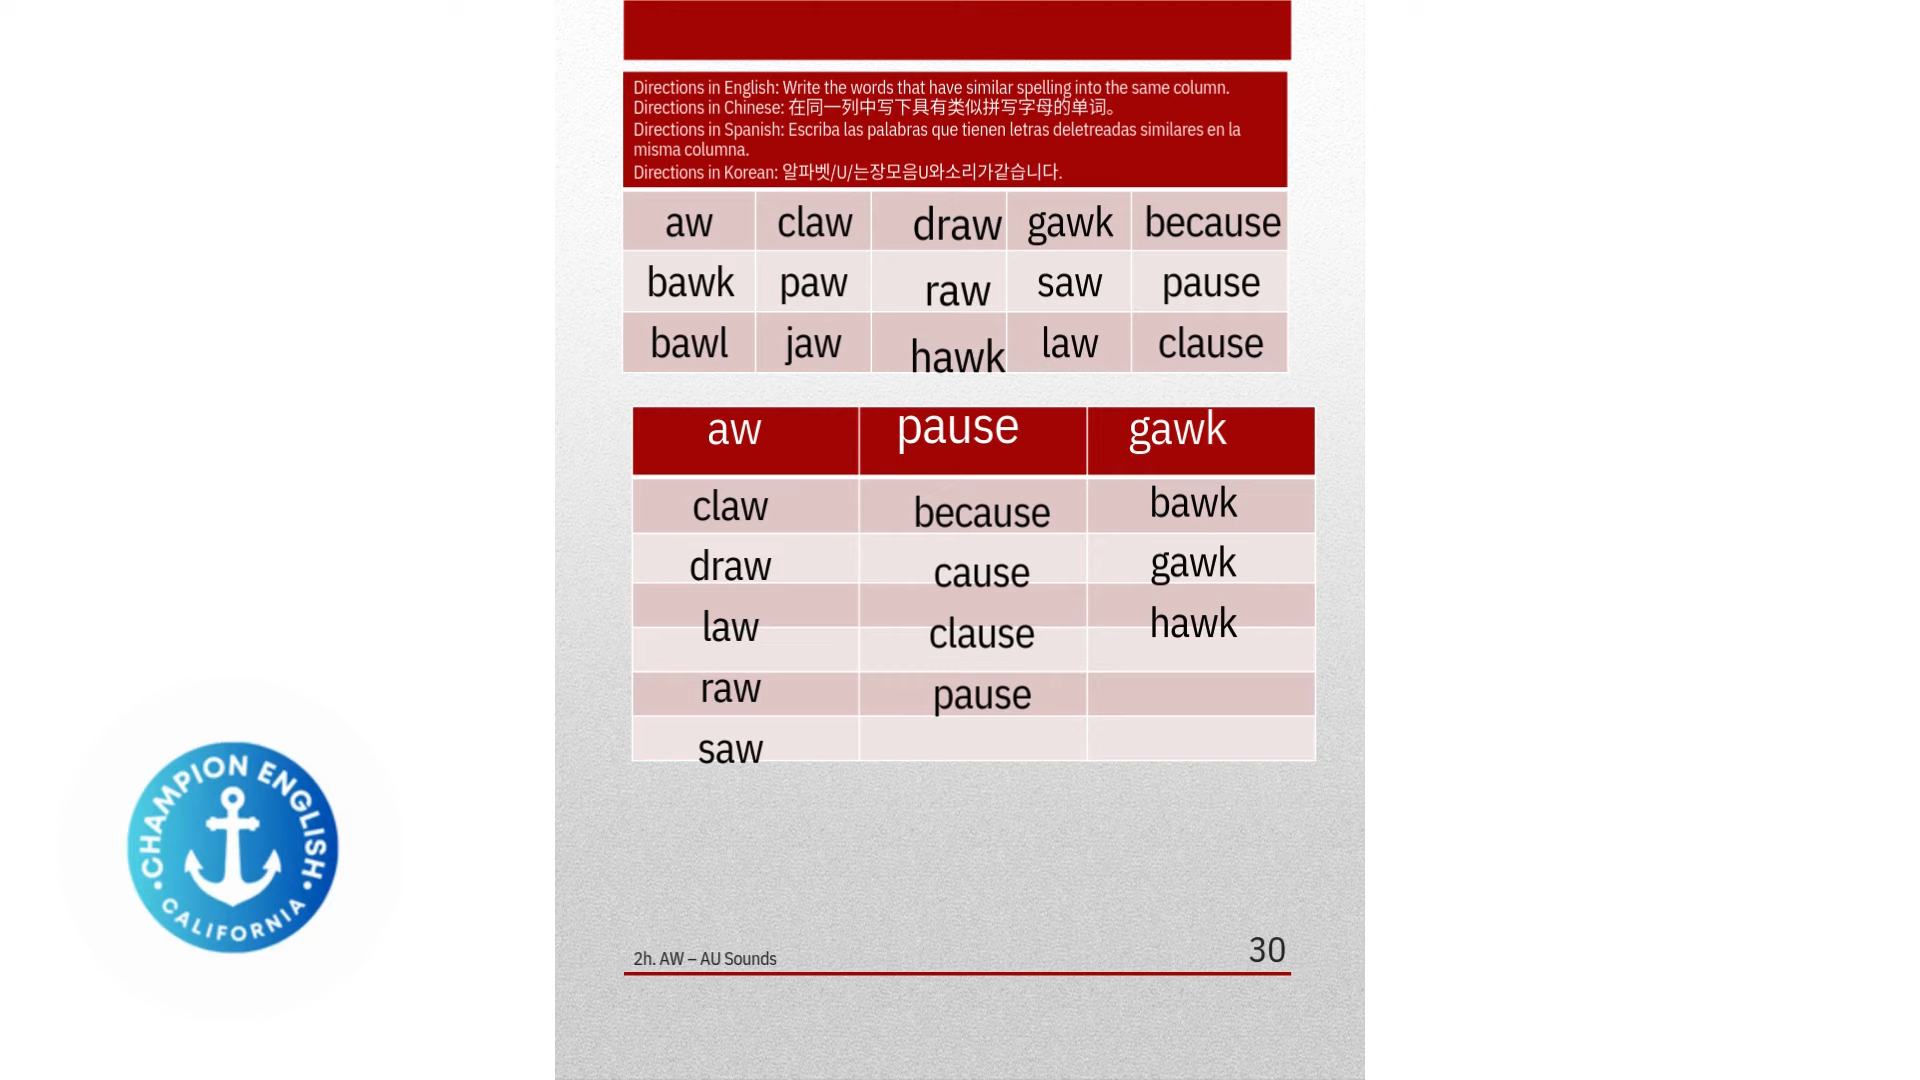 Directions in English: Write the words that have similar spelling into the same column.
Directions in Chinese: 在同一列中写下具有类似拼写字母的单词。
Directions in Spanish: Escriba las palabras que tienen letras deletreadas similares en la
misma columna.
Directions in Korean: 알파벳/U/는장모음U와소리가같습니다.
aw claw draw gawk because
bawk paw raw saw pause
bawl jaw hawk law clause
aw pause gawk
claw because bawk
draw cause gawk
law clause hawk
raw pause
saw
CHAMPION ENGLISH
CALIFORNIA
2h. AW – AU Sounds 30